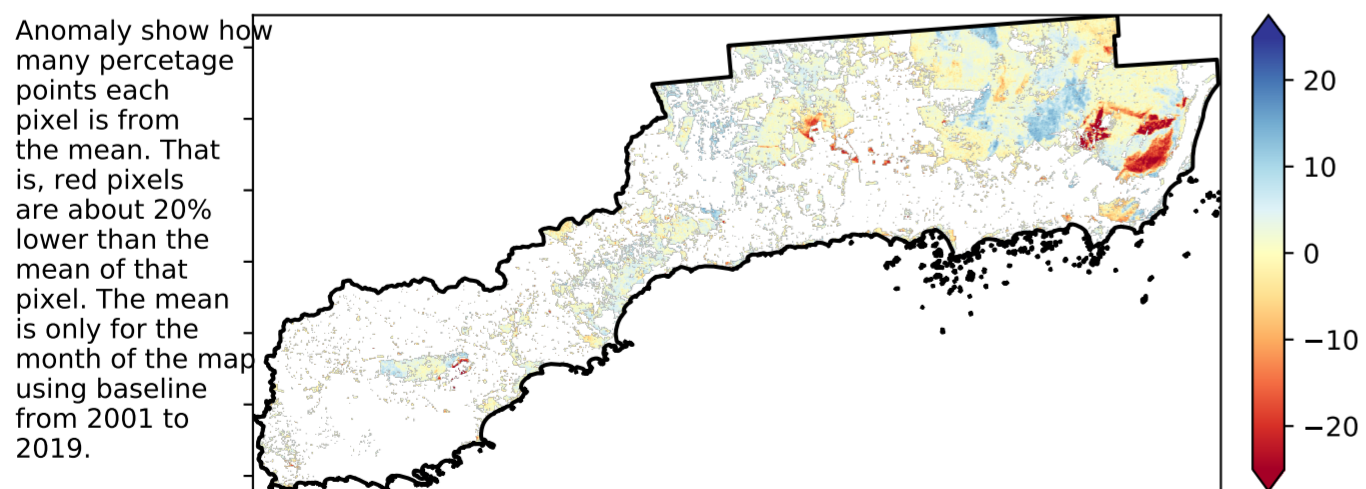 Anomaly show how
many percetage
points each
pixel is from
the mean. That
is, red pixels
are about 20%
lower than the
mean of that
pixel. The mean
is only for the
month of the map
using baseline
from 2001 to
2019.
20
10
0
−10
−20